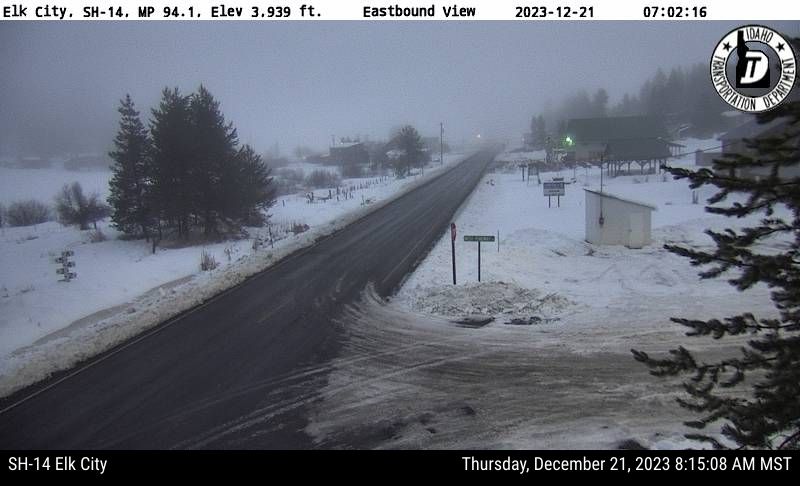 Elk City, SH-14, MP 94.1, Elev 3,939 ft. Eastbound View 2023-12-21 07:02:16
IDAHO
TRANSPORTATION DEPARTMENT
SH-14 Elk City Thursday, December 21, 2023 8:15:08 AM MST